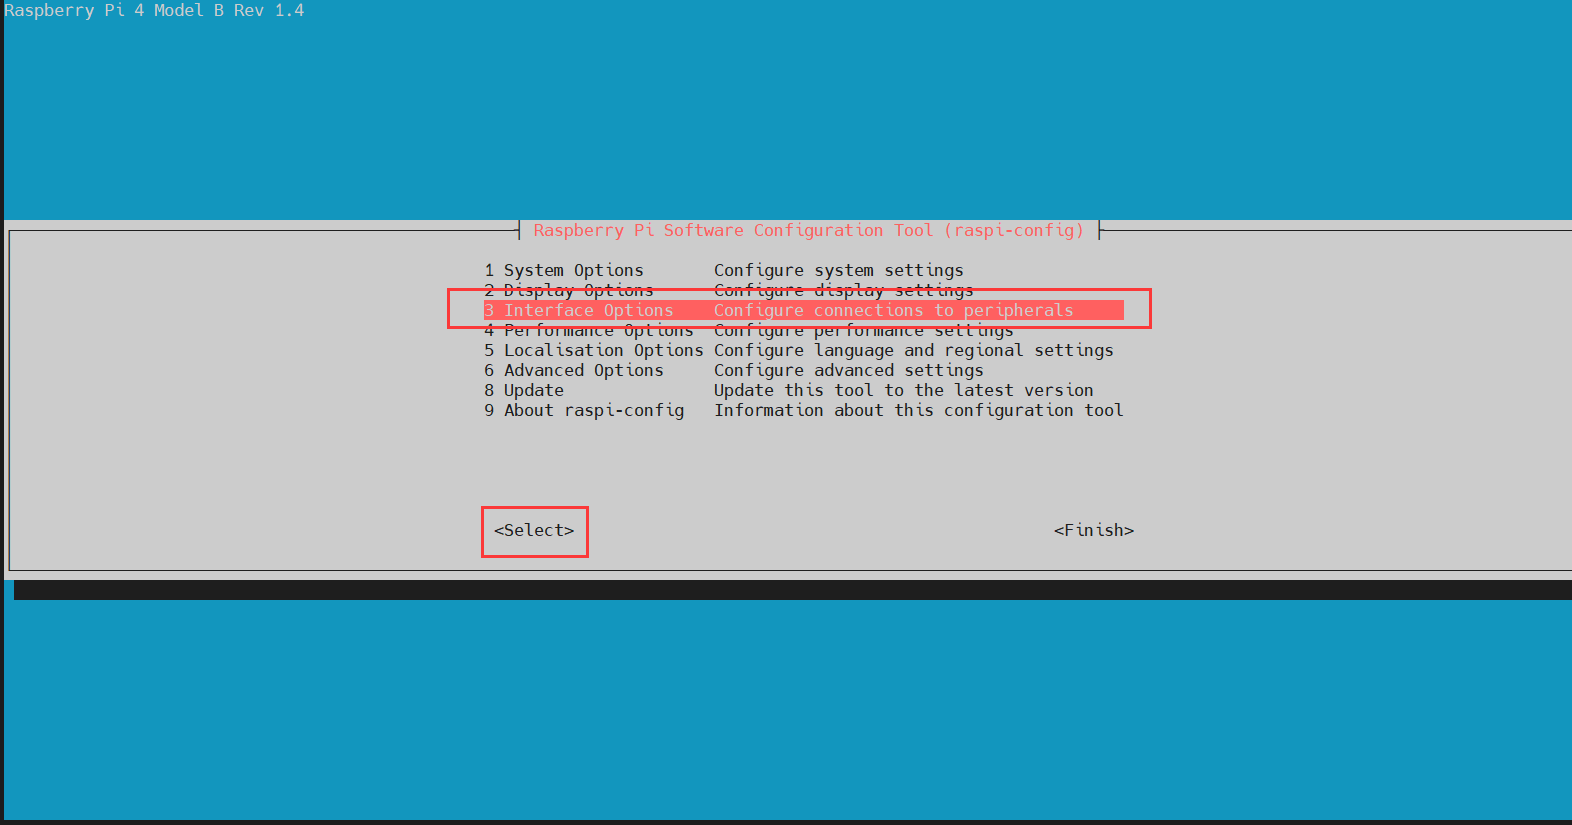 Raspberry Pi 4 Model B Rev 1.4
Raspberry Pi Software Configuration Tool (raspi-config)
1 System Options Configure system settings
2 Display Options Configure display settings
3 Interface Options Configure connections to peripherals
4 Performance Options Configure performance settings
5 Localisation Options Configure language and regional settings
6 Advanced Options Configure advanced settings
8 Update Update this tool to the latest version
9 About raspi-config Information about this configuration tool
<Select> <Finish>